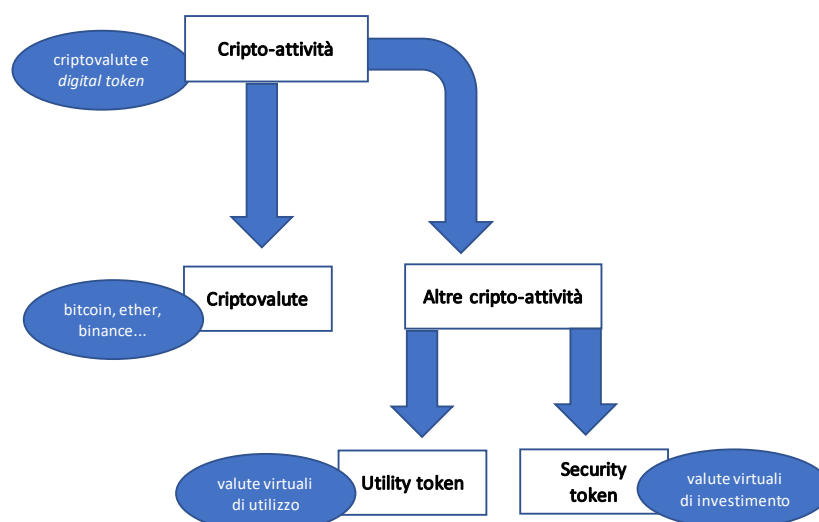 Cripto-attività
criptovalute e
digital token
Criptovalute
bitcoin, ether,
binance...
Altre cripto-attività
Utility token
valute virtuali
di utilizzo
Security
token
valute virtuali
di investimento